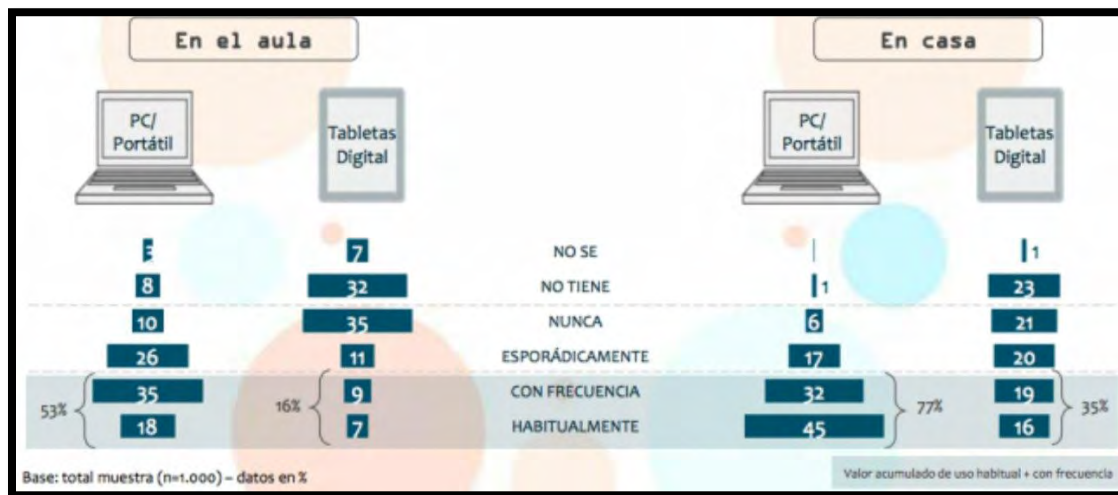 En el aula
En casa
PC/
Portátil
Tabletas
Digital
PC/
Portátil
Tabletas
Digital
3 7 NO SE 1
8 32 NO TIENE 1 23
10 35 NUNCA 6 21
26 11 ESPORÁDICAMENTE 17 20
35 9 CON FRECUENCIA 32 19
53% 16% 77% 35%
18 7 HABITUALMENTE 45 16
Base: total muestra (n=1.000) – datos en %
Valor acumulado de uso habitual + con frecuencia